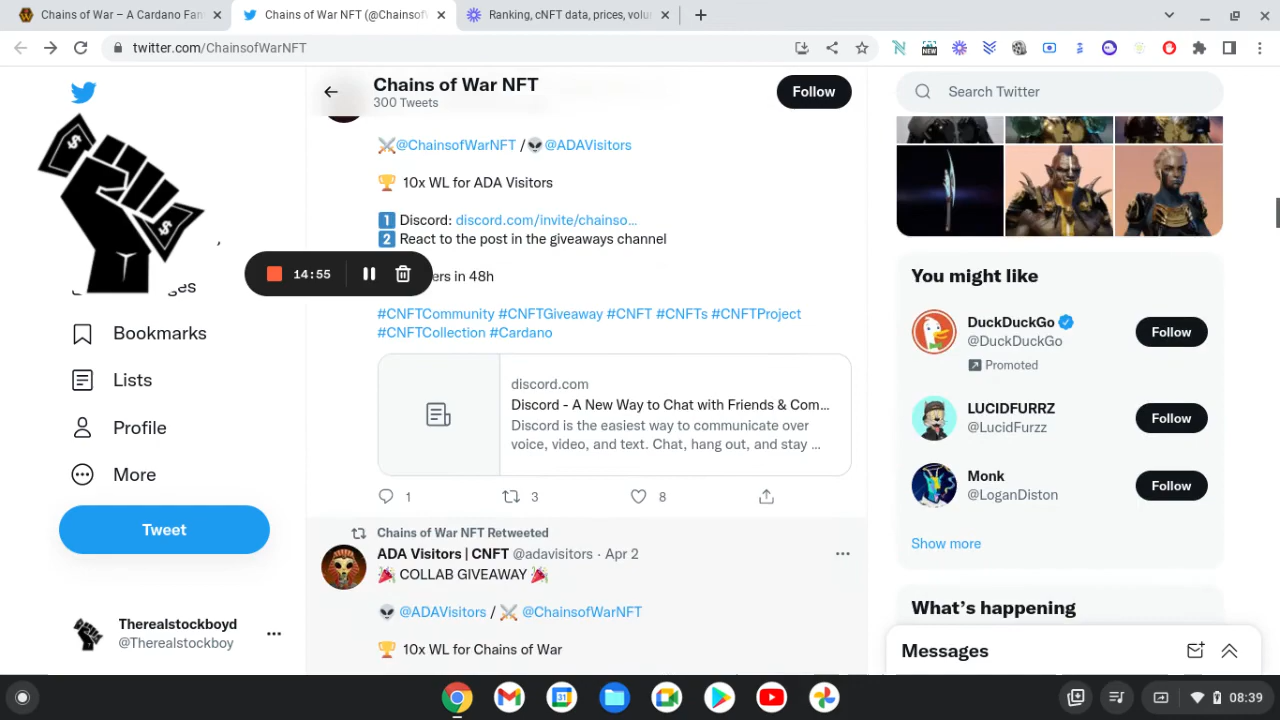 Chains of War – A Cardano Fan
Chains of War NFT (@Chainsof
Ranking, cNFT data, prices, volu
twitter.com/ChainsofWarNFT
NEW
Chains of War NFT
300 Tweets
Follow
Search Twitter
⚔️@ChainsofWarNFT /👽@ADAVisitors
🏆 10x WL for ADA Visitors
1️⃣ Discord: discord.com/invite/chainso…
2️⃣ React to the post in the giveaways channel
14:55
ers in 48h
#CNFTCommunity #CNFTGiveaway #CNFT #CNFTs #CNFTProject
#CNFTCollection #Cardano
discord.com
Discord - A New Way to Chat with Friends & Com…
Discord is the easiest way to communicate over
voice, video, and text. Chat, hang out, and stay …
1 3 8
Chains of War NFT Retweeted
ADA Visitors | CNFT @adavisitors · Apr 2
🎉 COLLAB GIVEAWAY 🎉
👽 @ADAVisitors / ⚔️ @ChainsofWarNFT
🏆 10x WL for Chains of War
ges
Bookmarks
Lists
Profile
More
Tweet
Therealstockboyd
@Therealstockboy
You might like
DuckDuckGo
@DuckDuckGo
Promoted
Follow
LUCIDFURRZ
@LucidFurzz
Follow
Monk
@LoganDiston
Follow
Show more
What's happening
Messages
31
08:39